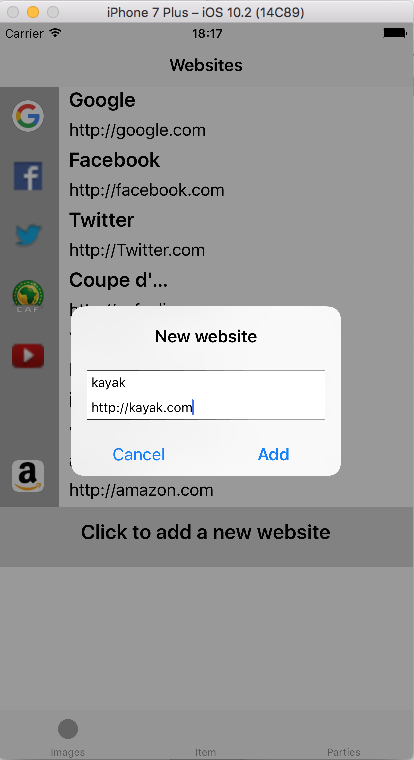 iPhone 7 Plus – iOS 10.2 (14C89)
Carrier 18:17
Websites
Google
http://google.com
Facebook
http://facebook.com
Twitter
http://Twitter.com
Coupe d'...
CAF
New website
kayak
http://kayak.com
Cancel Add
http://amazon.com
Click to add a new website
Images Item Parties